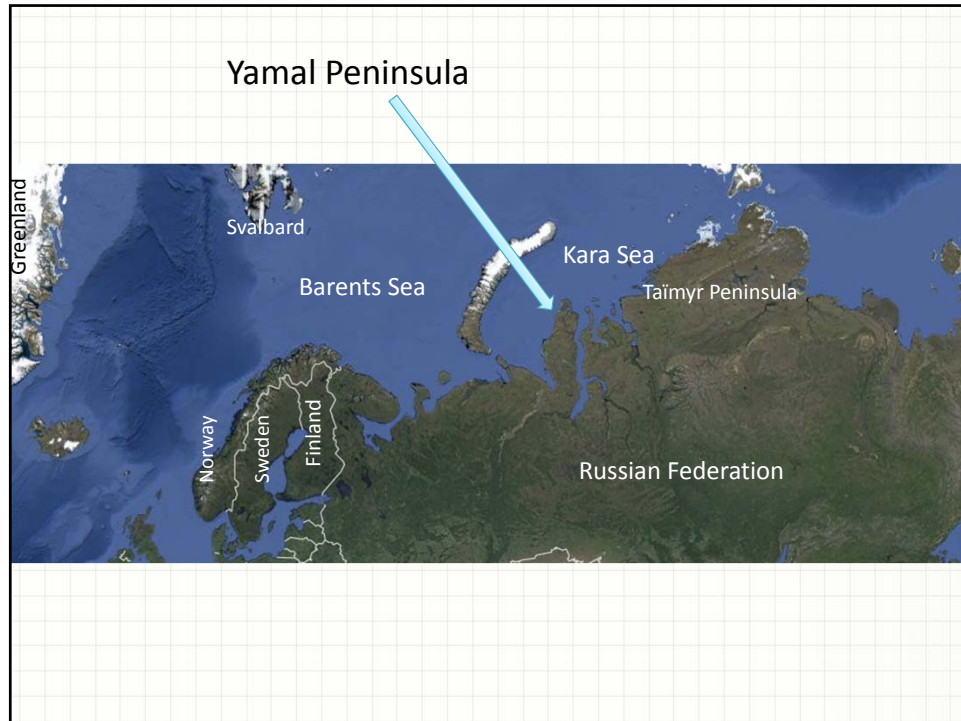 Yamal Peninsula
Greenland
Svalbard
Kara Sea
Barents Sea
Taïmyr Peninsula
Norway
Sweden
Finland
Russian Federation